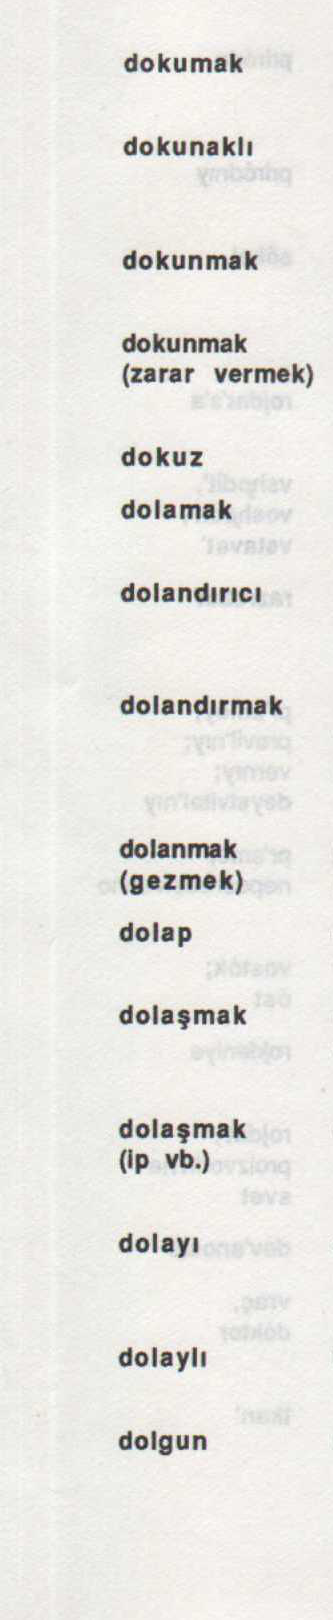 dokumak
dokunaklı
dokunmak
dokunmak
(zarar vermek)
dokuz
dolamak
dolandırıcı
dolandırmak
dolanmak
(gezmek)
dolap
dolaşmak
dolaşmak
(ip vb.)
dolayı
dolaylı
dolgun